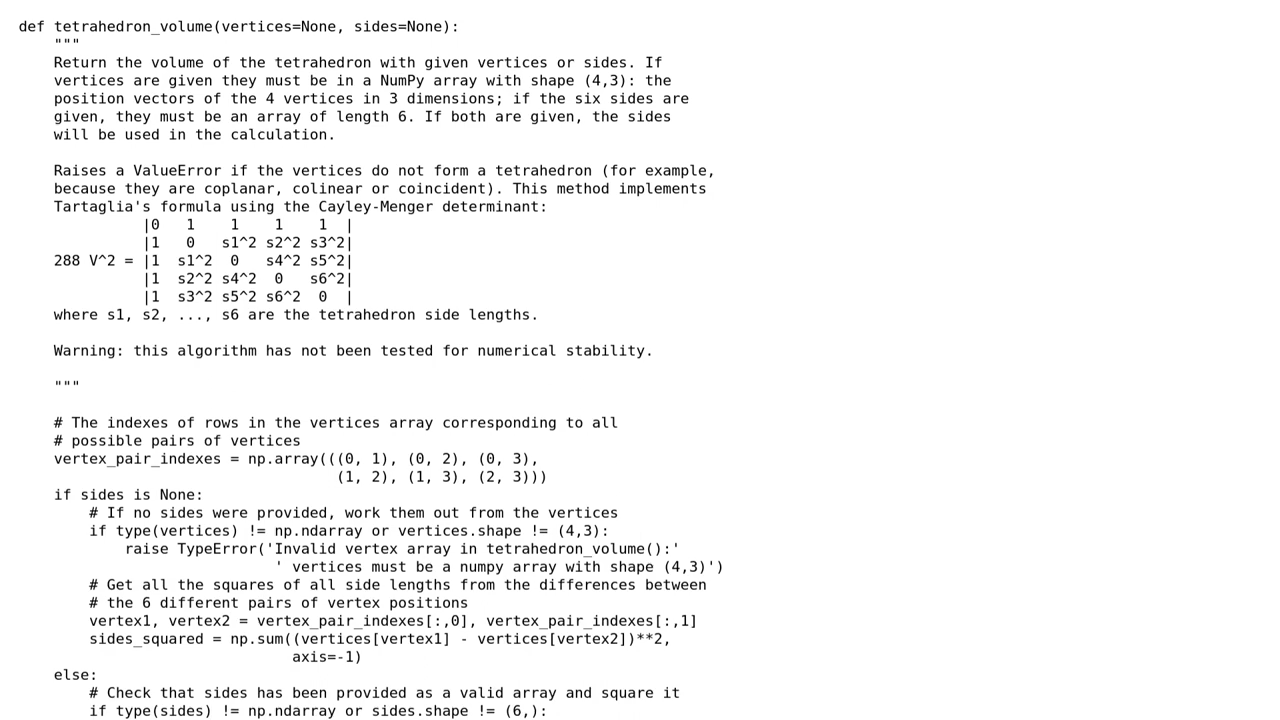 def tetrahedron_volume(vertices=None, sides=None):
    """
    Return the volume of the tetrahedron with given vertices or sides. If
    vertices are given they must be in a NumPy array with shape (4,3): the
    position vectors of the 4 vertices in 3 dimensions; if the six sides are
    given, they must be an array of length 6. If both are given, the sides
    will be used in the calculation.

    Raises a ValueError if the vertices do not form a tetrahedron (for example,
    because they are coplanar, colinear or coincident). This method implements
    Tartaglia's formula using the Cayley-Menger determinant:
              |0   1    1    1    1  |
              |1   0   s1^2 s2^2 s3^2|
    288 V^2 = |1  s1^2  0   s4^2 s5^2|
              |1  s2^2 s4^2  0   s6^2|
              |1  s3^2 s5^2 s6^2  0  |
    where s1, s2, ..., s6 are the tetrahedron side lengths.

    Warning: this algorithm has not been tested for numerical stability.

    """

    # The indexes of rows in the vertices array corresponding to all
    # possible pairs of vertices
    vertex_pair_indexes = np.array(((0, 1), (0, 2), (0, 3),
                                    (1, 2), (1, 3), (2, 3)))
    if sides is None:
        # If no sides were provided, work them out from the vertices
        if type(vertices) != np.ndarray or vertices.shape != (4,3):
            raise TypeError('Invalid vertex array in tetrahedron_volume():'
                             ' vertices must be a numpy array with shape (4,3)')
        # Get all the squares of all side lengths from the differences between
        # the 6 different pairs of vertex positions
        vertex1, vertex2 = vertex_pair_indexes[:,0], vertex_pair_indexes[:,1]
        sides_squared = np.sum((vertices[vertex1] - vertices[vertex2])**2,
                               axis=-1)
    else:
        # Check that sides has been provided as a valid array and square it
        if type(sides) != np.ndarray or sides.shape != (6,):